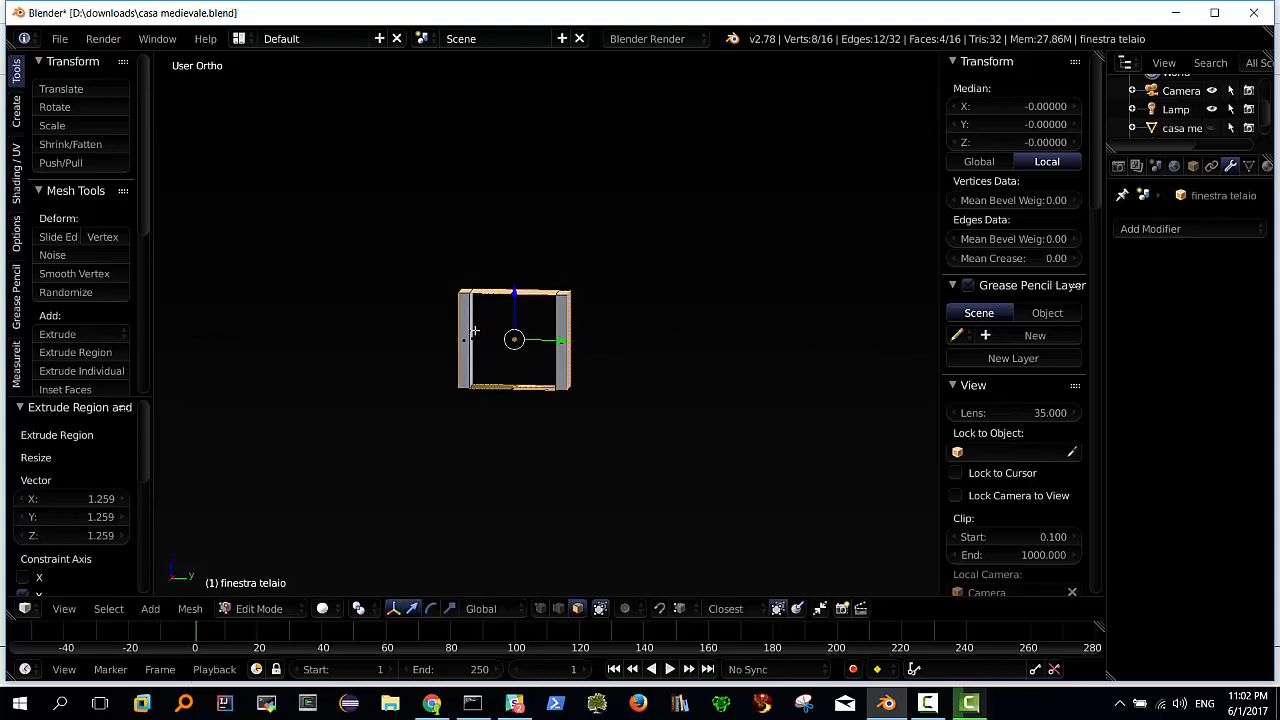 Blender* [D:\downloads\casa medievale.blend]
File Render Window Help Default Scene Blender Render v2.78 | Verts:8/16 | Edges:12/32 | Faces:4/16 | Tris:32 | Mem:27.86M | finestra telaio
Tools
Create
Shading / UV
Options
Grease Pencil
Transform
Translate
Rotate
Scale
Shrink/Fatten
Push/Pull
Mesh Tools
Deform:
Slide Ed Vertex
Noise
Smooth Vertex
Randomize
Add:
Extrude
Extrude Region
Extrude Individual
Inset Faces
Extrude Region and
Extrude Region
Resize
Vector
X: 1.259
Y: 1.259
Z: 1.259
Constraint Axis
X
User Ortho
y
(1) finestra telaio
Transform
Median:
X: -0.00000
Y: -0.00000
Z: -0.00000
Global Local
Vertices Data:
Mean Bevel Weig:0.00
Edges Data:
Mean Bevel Weig:0.00
Mean Crease: 0.00
Grease Pencil Layer
Scene Object
New
New Layer
View
Lens: 35.000
Lock to Object:
Lock to Cursor
Lock Camera to View
Clip:
Start: 0.100
End: 1000.000
Local Camera:
Camera
View Search All Sc
Camera
Lamp
casa me
finestra telaio
Add Modifier
View Select Add Mesh Edit Mode Global Closest
-40 -20 0 20 40 60 80 100 120 140 160 180 200 220 240 260 280
View Marker Frame Playback Start: 1 End: 250 1 No Sync
ENG
11:02 PM
6/1/2017